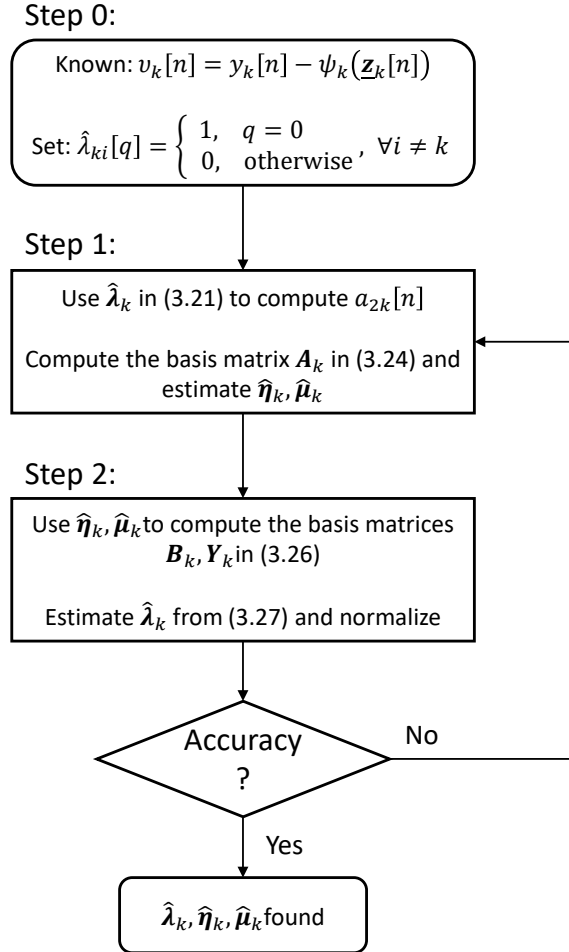 Step 0:
Known: υ_k[n] = y_k[n] − ψ_k(z_k[n])
Set: λ̂_ki[q] = { 1, q = 0
0, otherwise , ∀i ≠ k
Step 1:
Use λ̂_k in (3.21) to compute a_2k[n]
Compute the basis matrix A_k in (3.24) and
estimate η̂_k, μ̂_k
Step 2:
Use η̂_k, μ̂_k to compute the basis matrices
B_k, Y_k in (3.26)
Estimate λ̂_k from (3.27) and normalize
Accuracy
?
No
Yes
λ̂_k, η̂_k, μ̂_k found